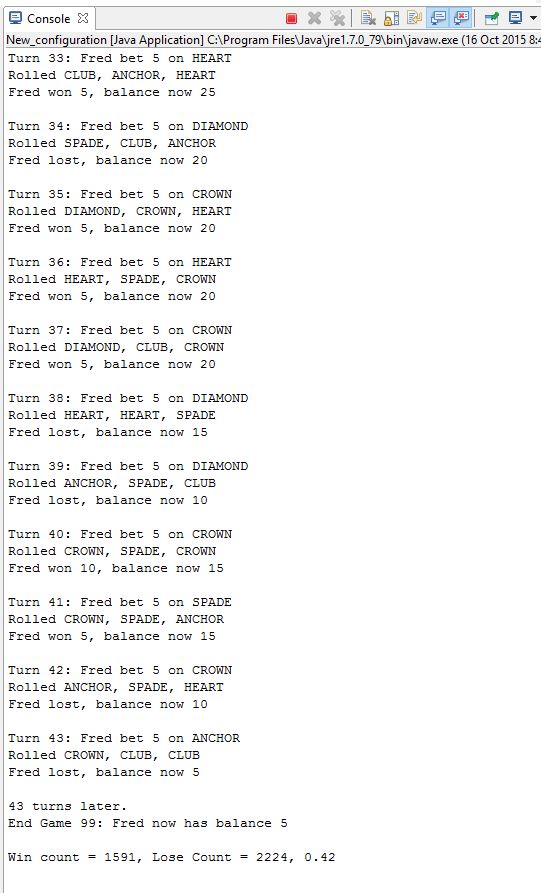 Console
New_configuration [Java Application] C:\Program Files\Java\jre1.7.0_79\bin\javaw.exe (16 Oct 2015 8:4
Turn 33: Fred bet 5 on HEART
Rolled CLUB, ANCHOR, HEART
Fred won 5, balance now 25
Turn 34: Fred bet 5 on DIAMOND
Rolled SPADE, CLUB, ANCHOR
Fred lost, balance now 20
Turn 35: Fred bet 5 on CROWN
Rolled DIAMOND, CROWN, HEART
Fred won 5, balance now 20
Turn 36: Fred bet 5 on HEART
Rolled HEART, SPADE, CROWN
Fred won 5, balance now 20
Turn 37: Fred bet 5 on CROWN
Rolled DIAMOND, CLUB, CROWN
Fred won 5, balance now 20
Turn 38: Fred bet 5 on DIAMOND
Rolled HEART, HEART, SPADE
Fred lost, balance now 15
Turn 39: Fred bet 5 on DIAMOND
Rolled ANCHOR, SPADE, CLUB
Fred lost, balance now 10
Turn 40: Fred bet 5 on CROWN
Rolled CROWN, SPADE, CROWN
Fred won 10, balance now 15
Turn 41: Fred bet 5 on SPADE
Rolled CROWN, SPADE, ANCHOR
Fred won 5, balance now 15
Turn 42: Fred bet 5 on CROWN
Rolled ANCHOR, SPADE, HEART
Fred lost, balance now 10
Turn 43: Fred bet 5 on ANCHOR
Rolled CROWN, CLUB, CLUB
Fred lost, balance now 5
43 turns later.
End Game 99: Fred now has balance 5
Win count = 1591, Lose Count = 2224, 0.42